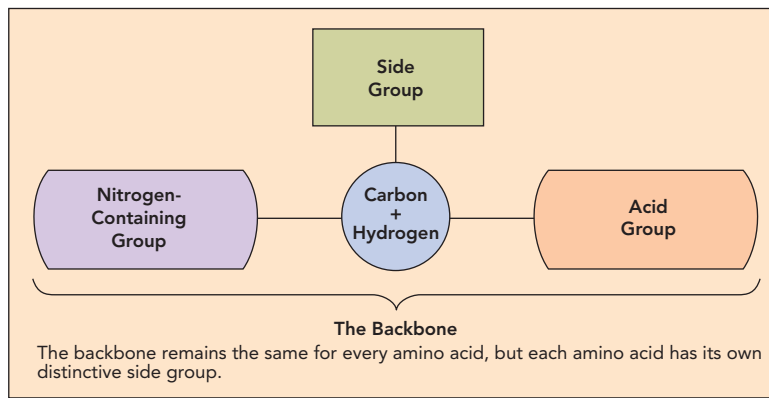 Side
Group
Nitrogen-
Containing
Group
Carbon
+
Hydrogen
Acid
Group
The Backbone
The backbone remains the same for every amino acid, but each amino acid has its own
distinctive side group.